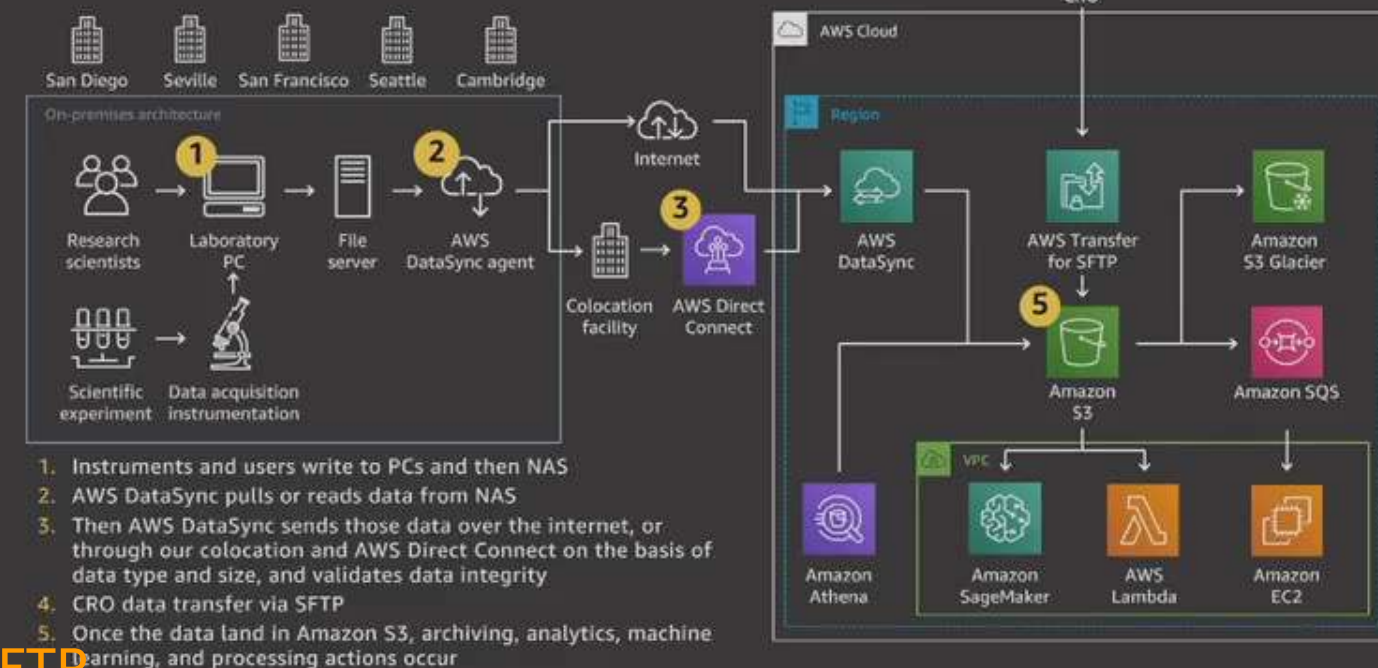 CRO
AWS Cloud
San Diego
Seville
San Francisco
Seattle
Cambridge
On-premises architecture
Region
1
2
Internet
3
Research
scientists
Laboratory
PC
File
server
AWS
DataSync agent
Colocation
facility
AWS Direct
Connect
AWS
DataSync
AWS Transfer
for SFTP
Amazon
S3 Glacier
5
Scientific
experiment
Data acquisition
instrumentation
Amazon
S3
Amazon SQS
VPC
Amazon
Athena
Amazon
SageMaker
AWS
Lambda
Amazon
EC2
1. Instruments and users write to PCs and then NAS
2. AWS DataSync pulls or reads data from NAS
3. Then AWS DataSync sends those data over the internet, or
through our colocation and AWS Direct Connect on the basis of
data type and size, and validates data integrity
4. CRO data transfer via SFTP
5. Once the data land in Amazon S3, archiving, analytics, machine
learning, and processing actions occur
FTP